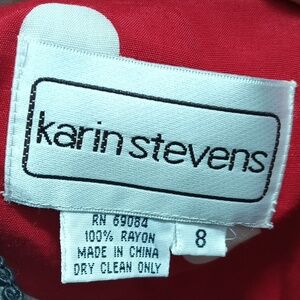 karin stevens
RN 69084
100% RAYON
MADE IN CHINA
DRY CLEAN ONLY
8